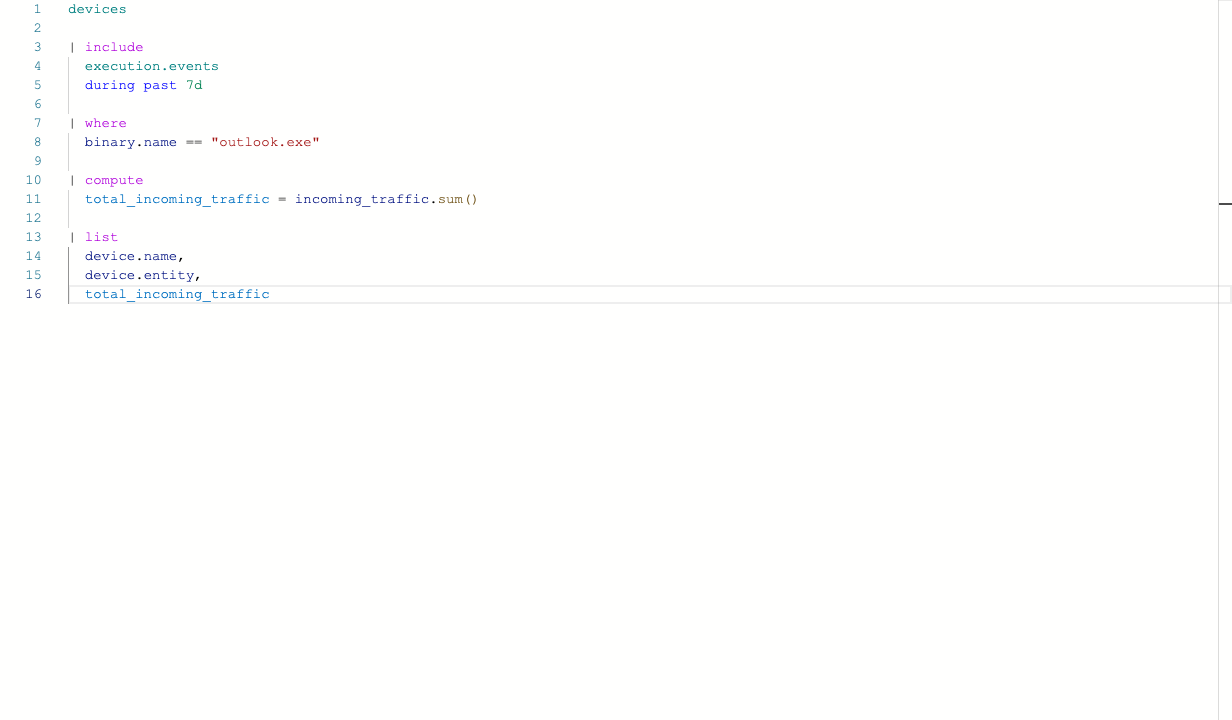 1 devices
2
3 | include
4 execution.events
5 during past 7d
6
7 | where
8 binary.name == "outlook.exe"
9
10 | compute
11 total_incoming_traffic = incoming_traffic.sum()
12
13 | list
14 device.name,
15 device.entity,
16 total_incoming_traffic